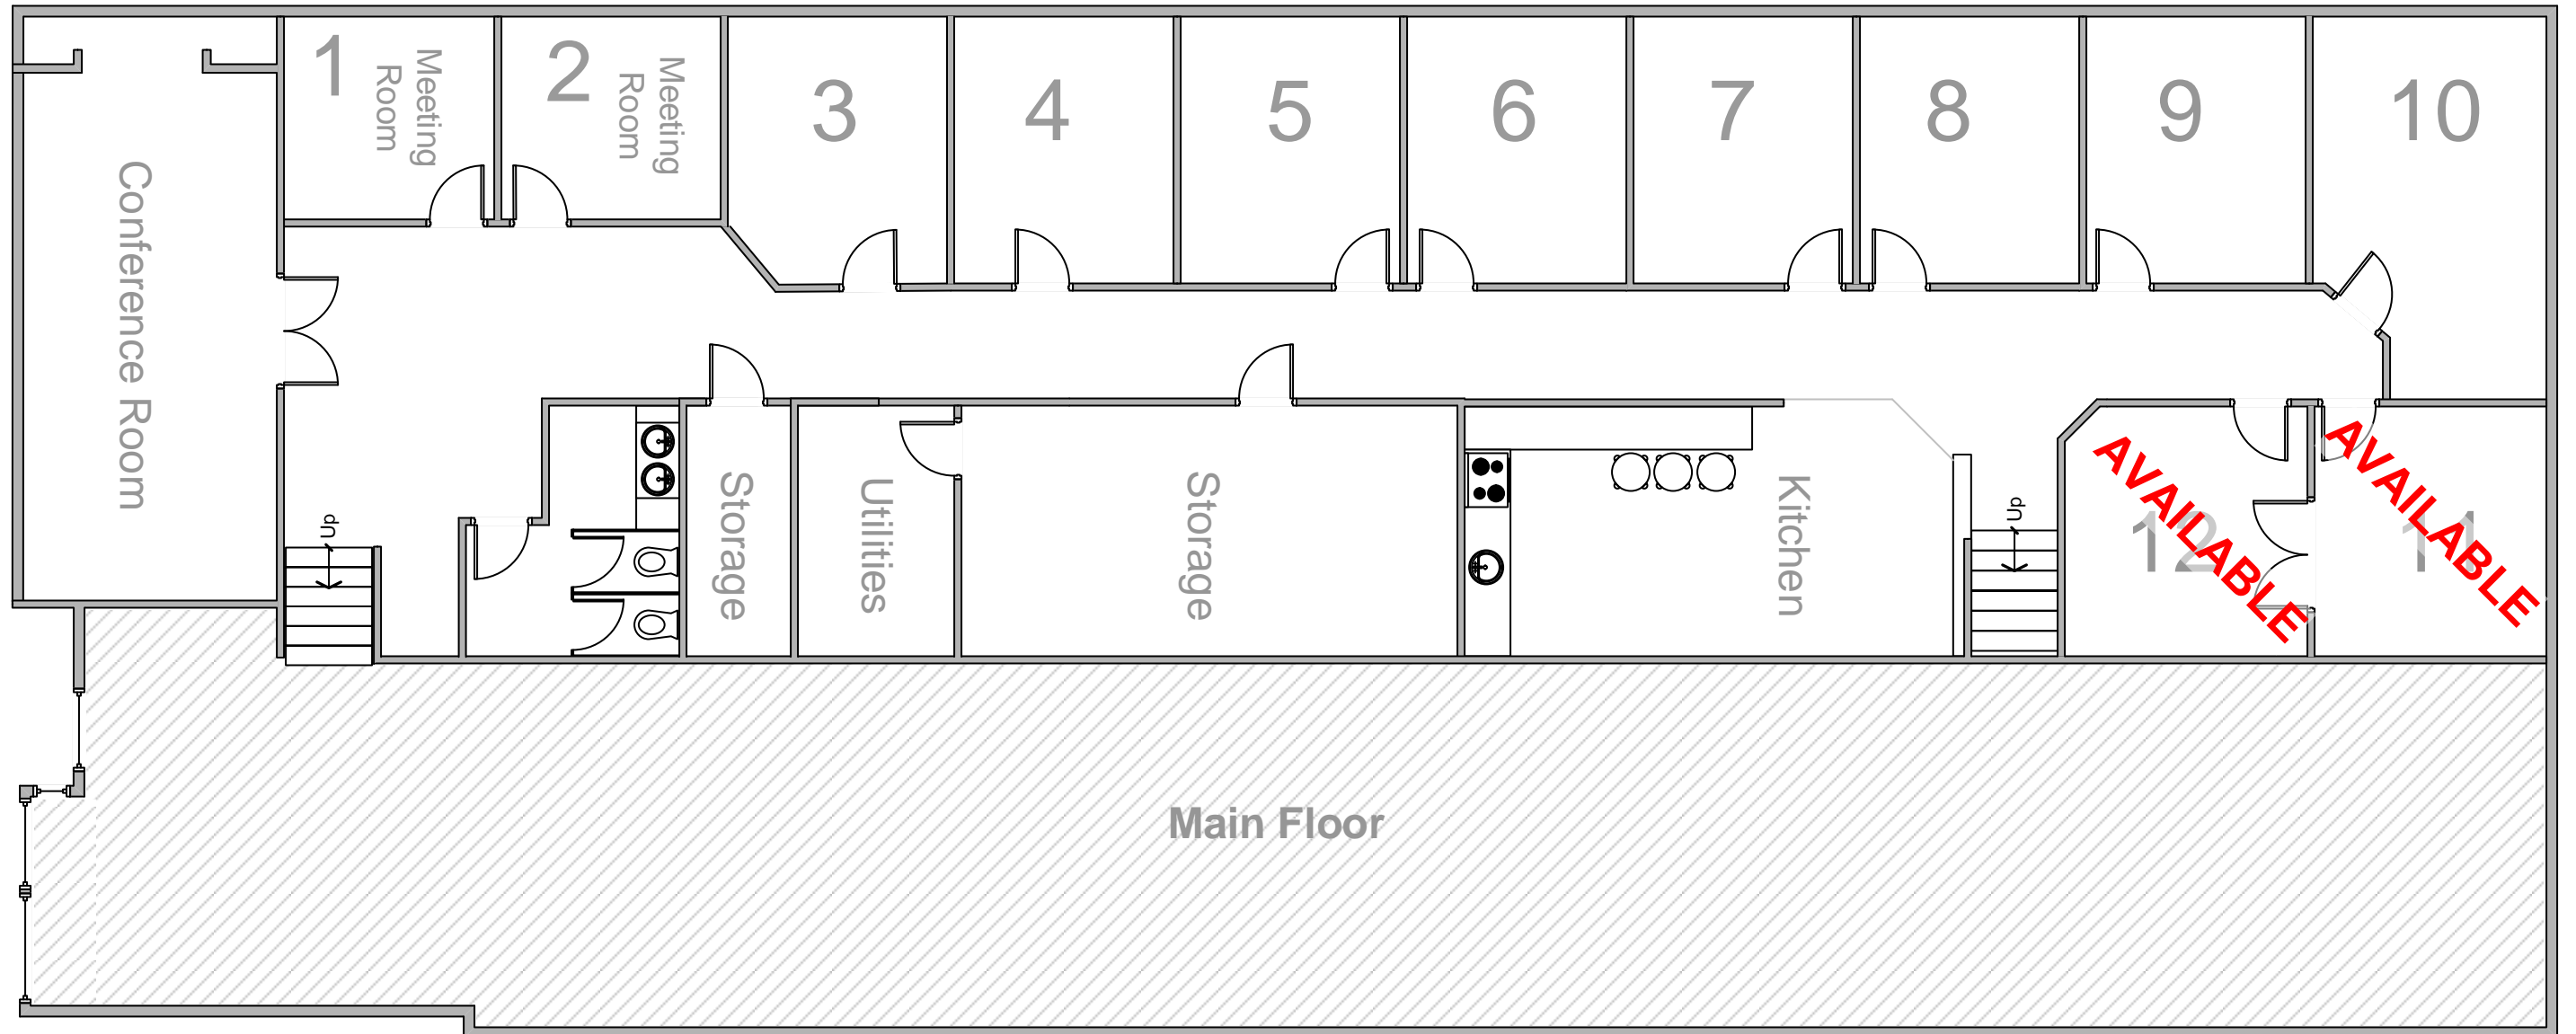 1
Meeting
Room
2
Meeting
Room
3
4
5
6
7
8
9
10
Conference Room
Up
Storage
Utilities
Storage
Kitchen
Up
12
AVAILABLE
11
AVAILABLE
Main Floor